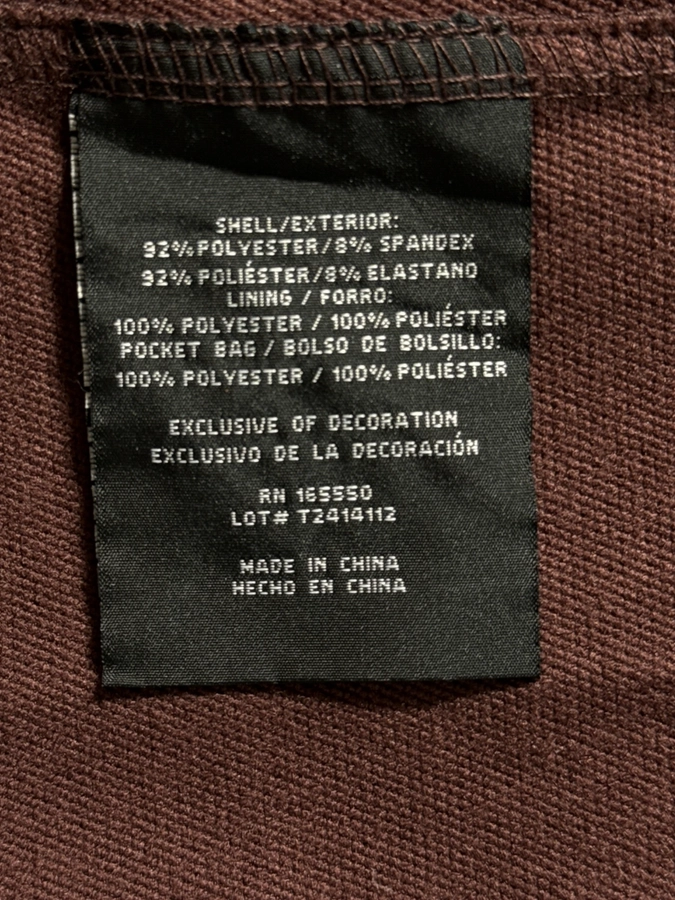 SHELL/EXTERIOR:
92% POLYESTER/8% SPANDEX
92% POLIÉSTER/8% ELASTANO
LINING / FORRO:
100% POLYESTER / 100% POLIÉSTER
POCKET BAG / BOLSO DE BOLSILLO:
100% POLYESTER / 100% POLIÉSTER
EXCLUSIVE OF DECORATION
EXCLUSIVO DE LA DECORACIÓN
RN 165550
LOT# T2414112
MADE IN CHINA
HECHO EN CHINA